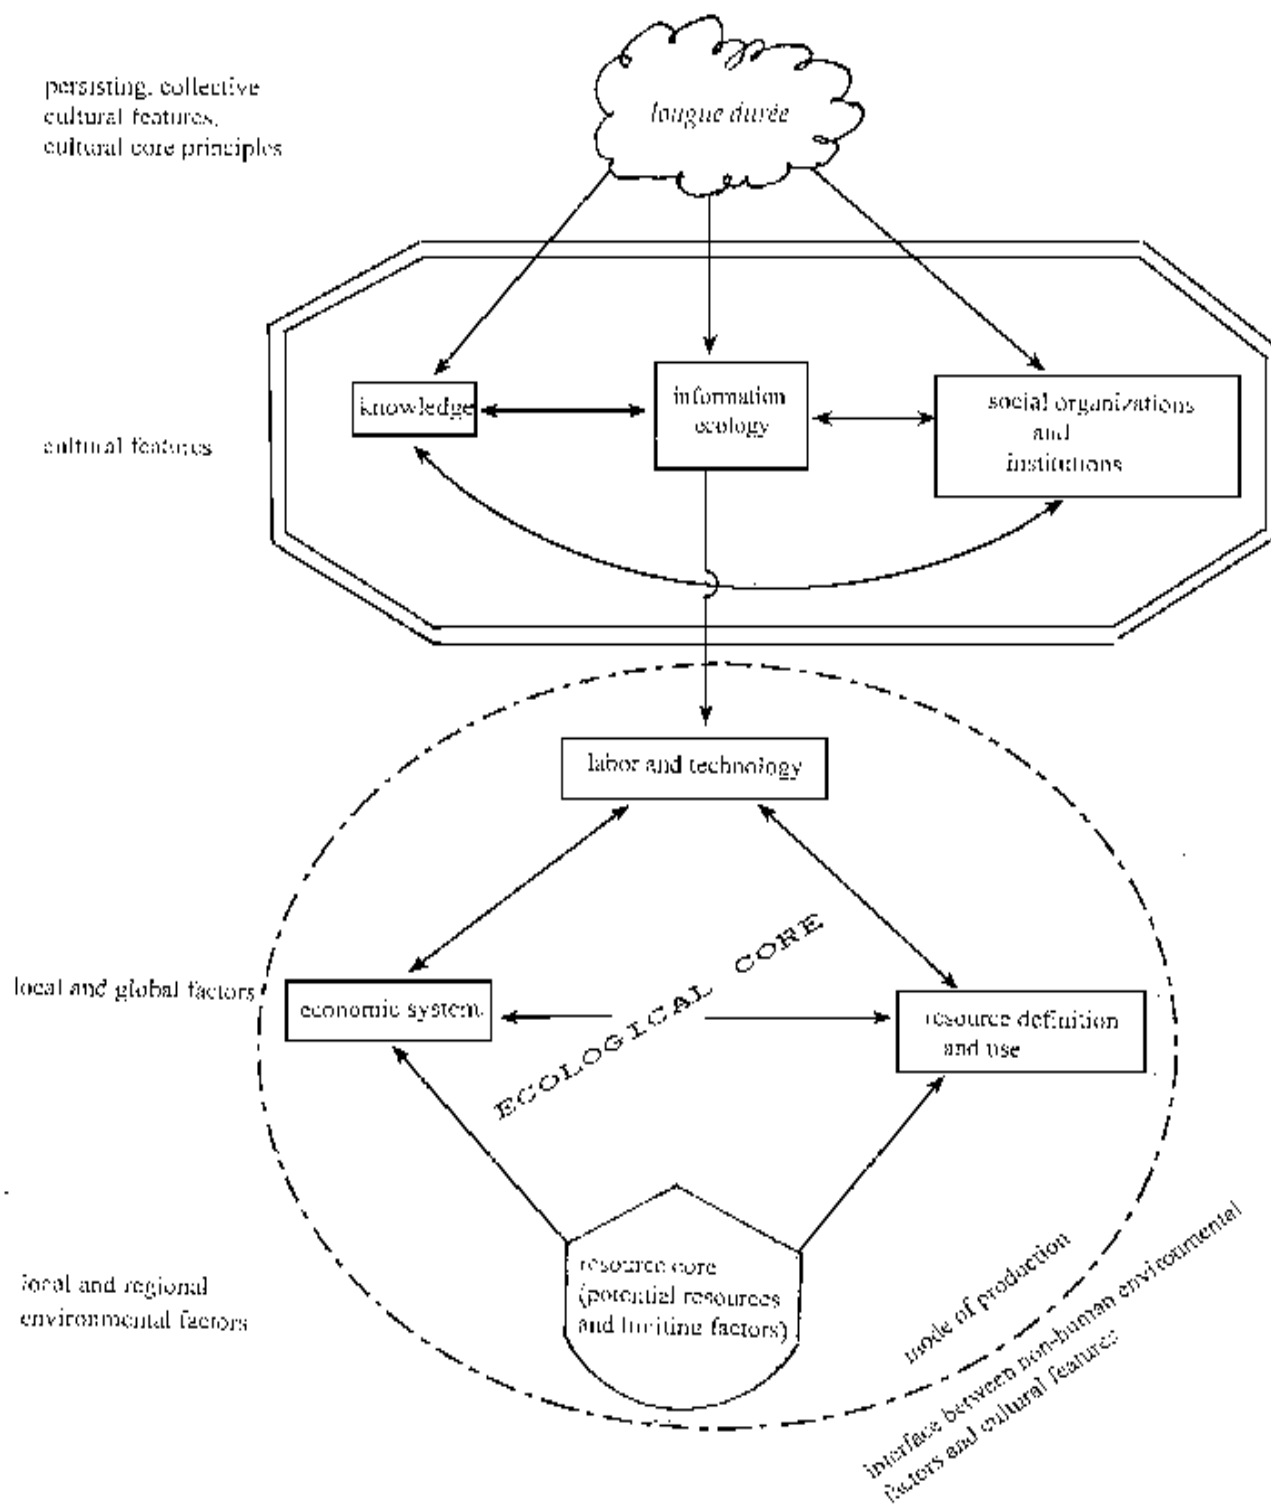 persisting, collective
cultural features,
cultural core principles
longue durée
knowledge
information
ecology
social organizations
and
institutions
cultural features
labor and technology
ECOLOGICAL CORE
local and global factors
economic system
resource definition
and use
resource core
(potential resources
and limiting factors)
local and regional
environmental factors
mode of production
interface between non-human environmental
factors and cultural features